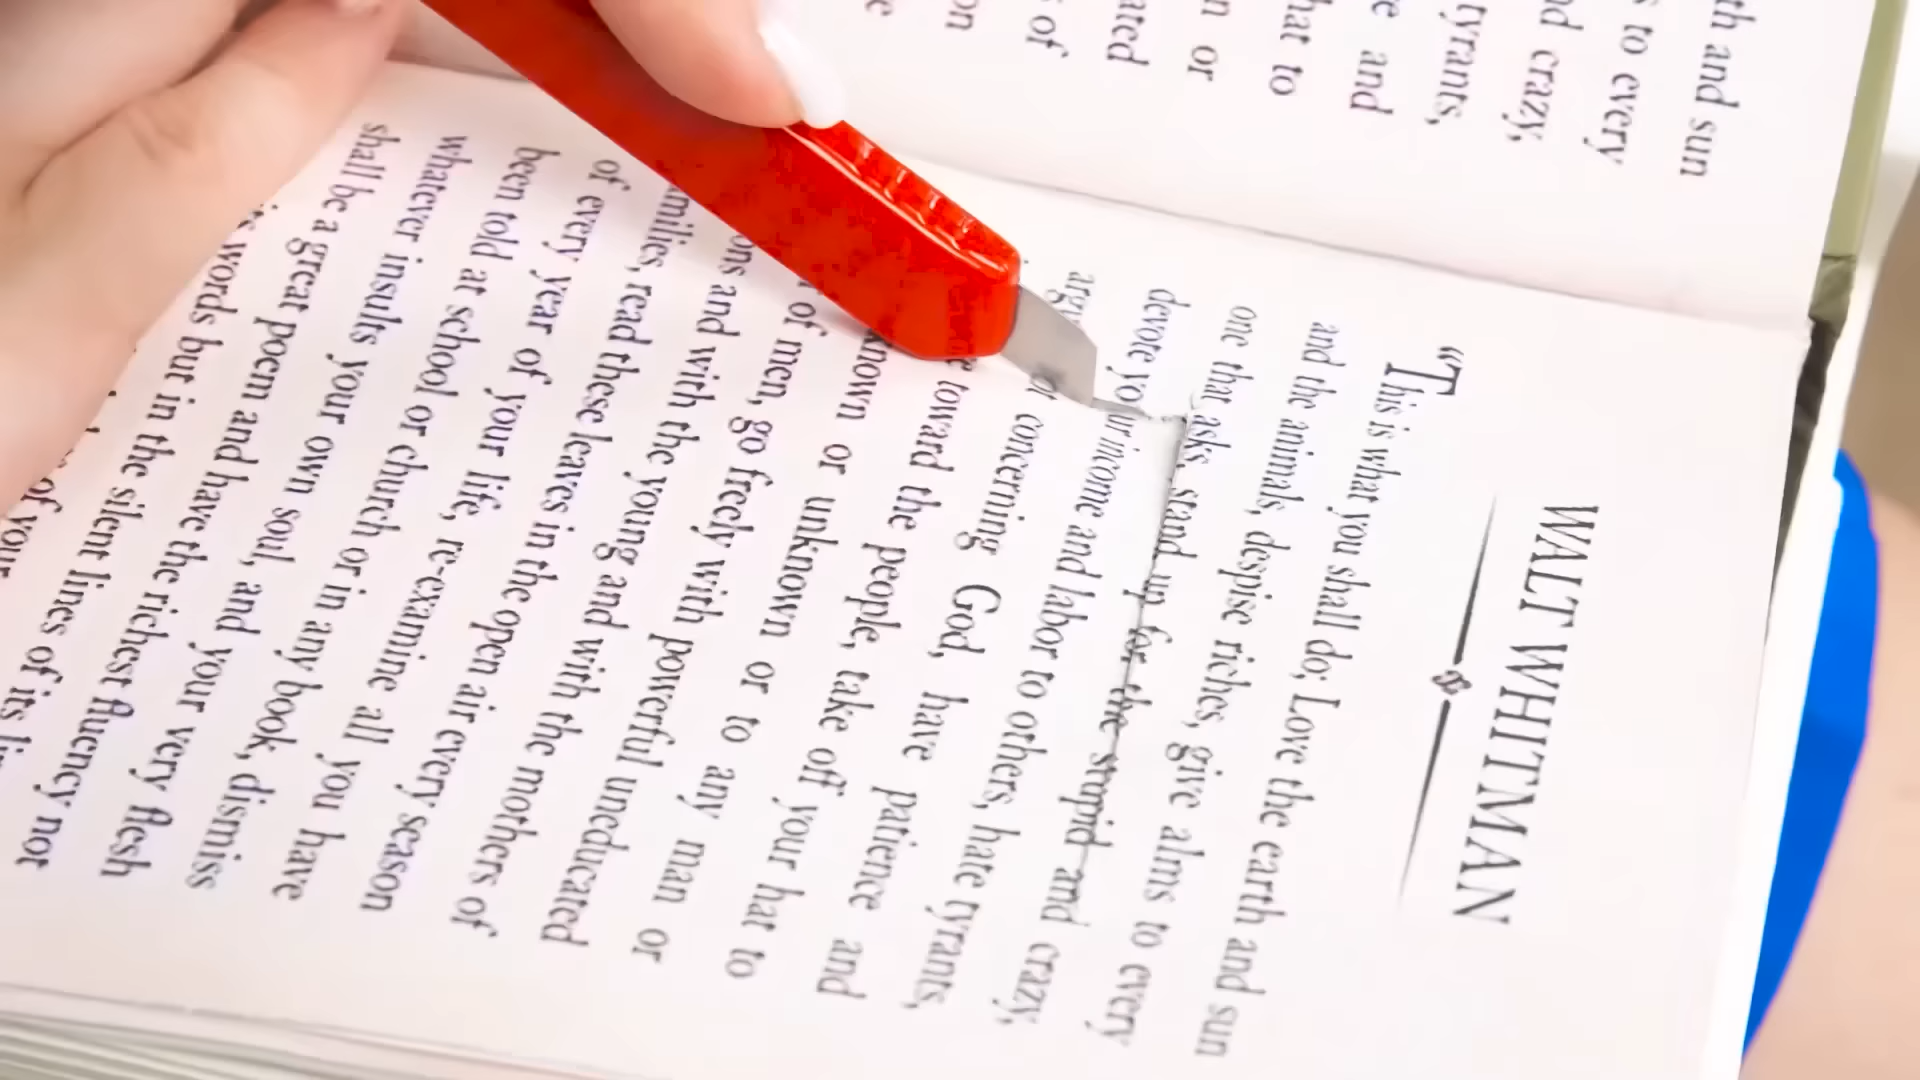 and sun
to every
crazy,
tyrants,
and
hat to
or
of
WALT WHITMAN
"This is what you shall do; Love the earth and sun
and the animals, despise riches, give alms to every
one that asks, stand up for the stupid and crazy,
devote your income and labor to others, hate tyrants,
concerning God, have patience and
toward the people, take off your hat to
known or unknown or to any man or
of men, go freely with powerful uneducated
and with the young and with the mothers of
read these leaves in the open air every season
of every year of your life, re-examine all you have
been told at school or church or in any book, dismiss
whatever insults your own soul, and your very flesh
shall be a great poem and have the richest fluency not
words but in the silent lines of its
of your